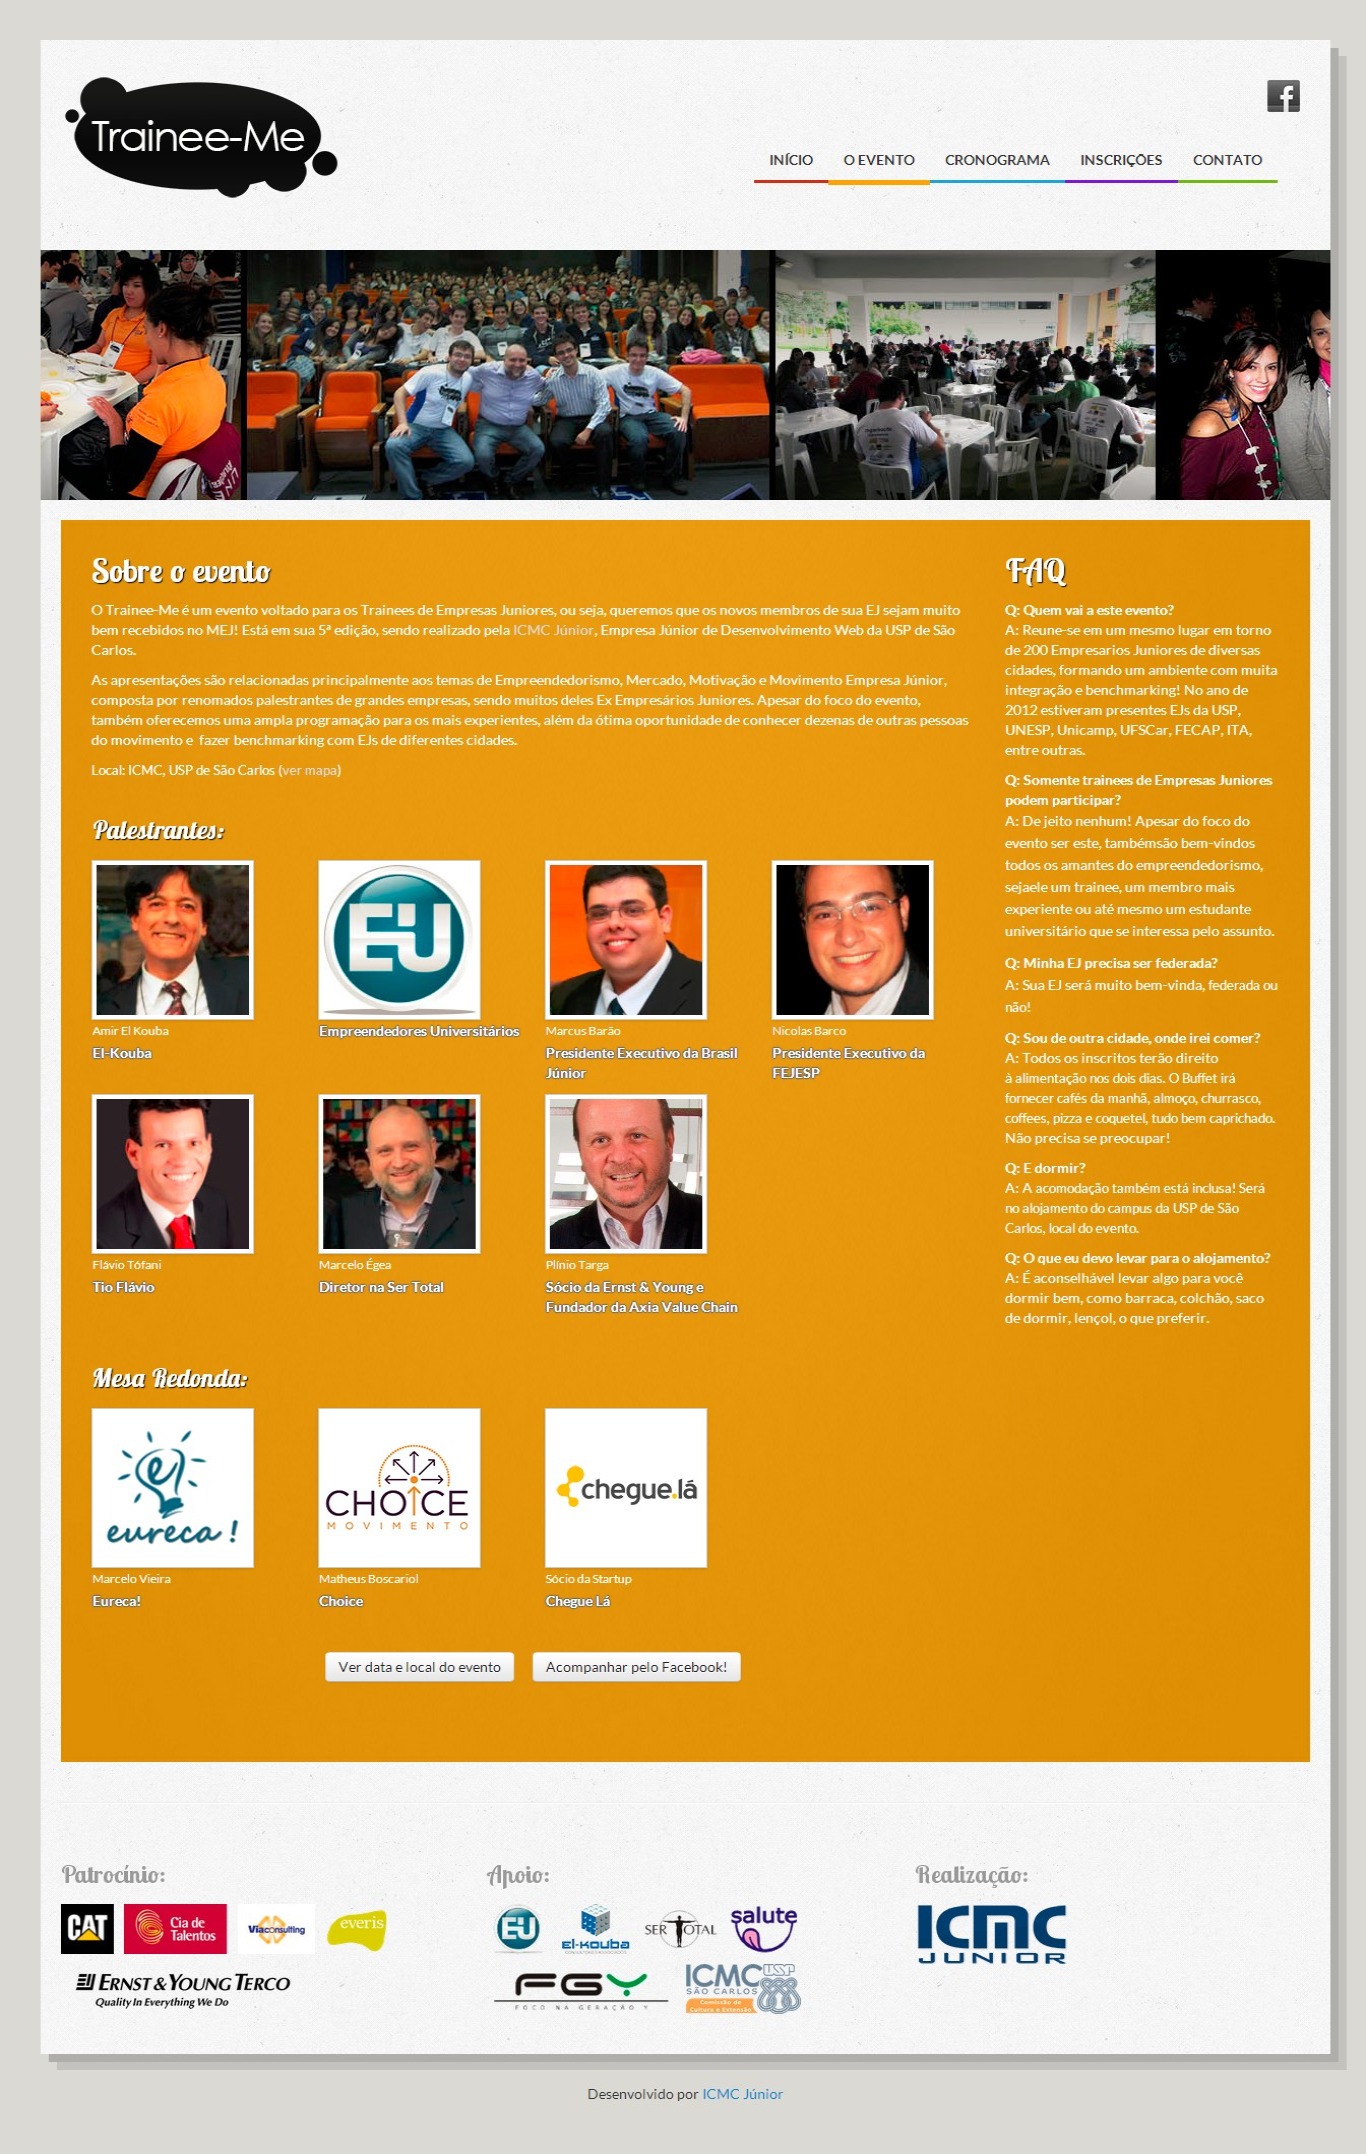 Trainee-Me
INÍCIO
O EVENTO
CRONOGRAMA
INSCRIÇÕES
CONTATO
Sobre o evento
O Trainee-Me é um evento voltado para os Trainees de Empresas Juniores, ou seja, queremos que os novos membros de sua EJ sejam muito
bem recebidos no MEJ! Está em sua 5ª edição, sendo realizado pela ICMC Júnior, Empresa Júnior de Desenvolvimento Web da USP de São
Carlos.
As apresentações são relacionadas principalmente aos temas de Empreendedorismo, Mercado, Motivação e Movimento Empresa Júnior,
composta por renomados palestrantes de grandes empresas, sendo muitos deles Ex Empresários Juniores. Apesar do foco do evento,
também oferecemos uma ampla programação para os mais experientes, além da ótima oportunidade de conhecer dezenas de outras pessoas
do movimento e fazer benchmarking com EJs de diferentes cidades.
Local: ICMC, USP de São Carlos (ver mapa)
Palestrantes:
EU
Amir El Kouba
El-Kouba
Empreendedores Universitários
Marcus Barão
Presidente Executivo da Brasil
Júnior
Nicolas Barco
Presidente Executivo da
FEJESP
Flávio Tófani
Tio Flávio
Marcelo Égea
Diretor na Ser Total
Plínio Targa
Sócio da Ernst & Young e
Fundador da Axia Value Chain
Mesa Redonda:
ej
eureca!
CHOICE
MOVIMENTO
chegue.lá
Marcelo Vieira
Eureca!
Matheus Boscariol
Choice
Sócio da Startup
Chegue Lá
Ver data e local do evento
Acompanhar pelo Facebook!
FAQ
Q: Quem vai a este evento?
A: Reune-se em um mesmo lugar em torno
de 200 Empresarios Juniores de diversas
cidades, formando um ambiente com muita
integração e benchmarking! No ano de
2012 estiveram presentes EJs da USP,
UNESP, Unicamp, UFSCar, FECAP, ITA,
entre outras.
Q: Somente trainees de Empresas Juniores
podem participar?
A: De jeito nenhum! Apesar do foco do
evento ser este, tambémsão bem-vindos
todos os amantes do empreendedorismo,
sejaele um trainee, um membro mais
experiente ou até mesmo um estudante
universitário que se interessa pelo assunto.
Q: Minha EJ precisa ser federada?
A: Sua EJ será muito bem-vinda, federada ou
não!
Q: Sou de outra cidade, onde irei comer?
A: Todos os inscritos terão direito
à alimentação nos dois dias. O Buffet irá
fornecer cafés da manhã, almoço, churrasco,
coffees, pizza e coquetel, tudo bem caprichado.
Não precisa se preocupar!
Q: E dormir?
A: A acomodação também está inclusa! Será
no alojamento do campus da USP de São
Carlos, local do evento.
Q: O que eu devo levar para o alojamento?
A: É aconselhável levar algo para você
dormir bem, como barraca, colchão, saco
de dormir, lençol, o que preferir.
Patrocínio:
CAT
Cia de
Talentos
Viaconsulting
everis
ERNST & YOUNG TERCO
Quality In Everything We Do
Apoio:
EU
El-Kouba
SER TOTAL
salute
FGY
FOCO NA GERAÇÃO Y
ICMC USP
SÃO CARLOS
Comissão de
Cultura e Extensão
Realização:
ICMC
JUNIOR
Desenvolvido por ICMC Júnior